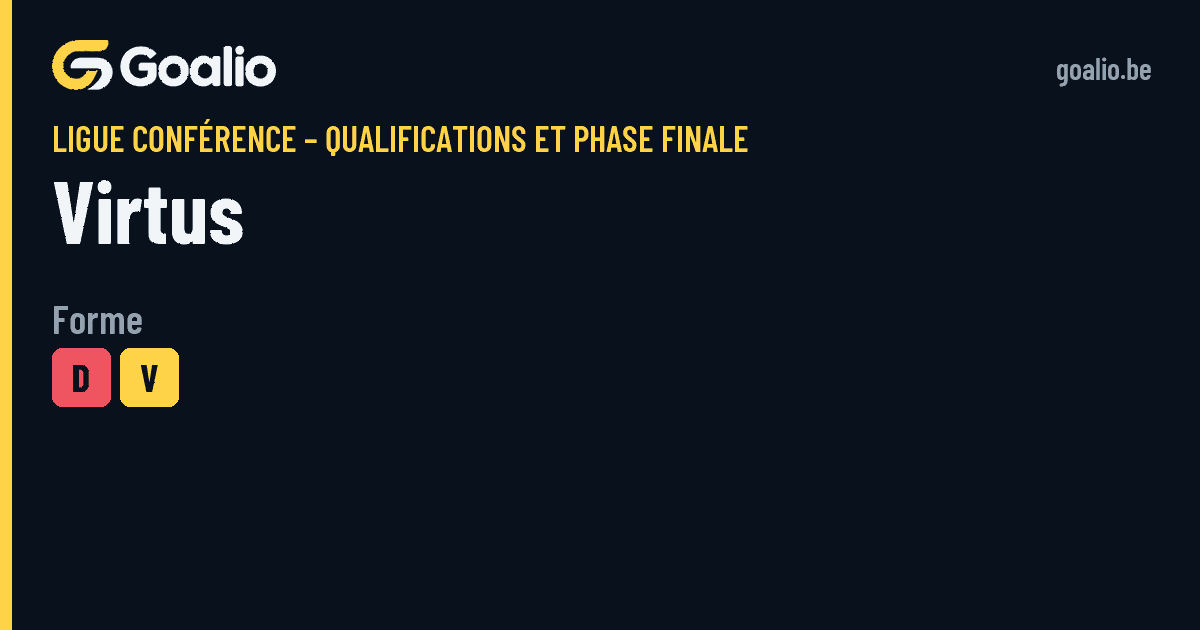 Goalio
goalio.be
LIGUE CONFÉRENCE – QUALIFICATIONS ET PHASE FINALE
Virtus
Forme
D V